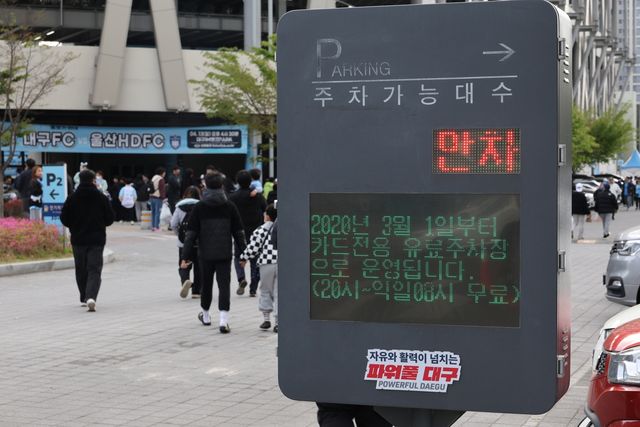 P
PARKING
주차가능대수
만차
2020년 3월 1일부터
카드전용 유료주차장
으로 운영됩니다.
(20시~익일08시 무료)
자유와 활력이 넘치는
파워풀 대구
POWERFUL DAEGU
대구FC vs 울산HDFC
P2